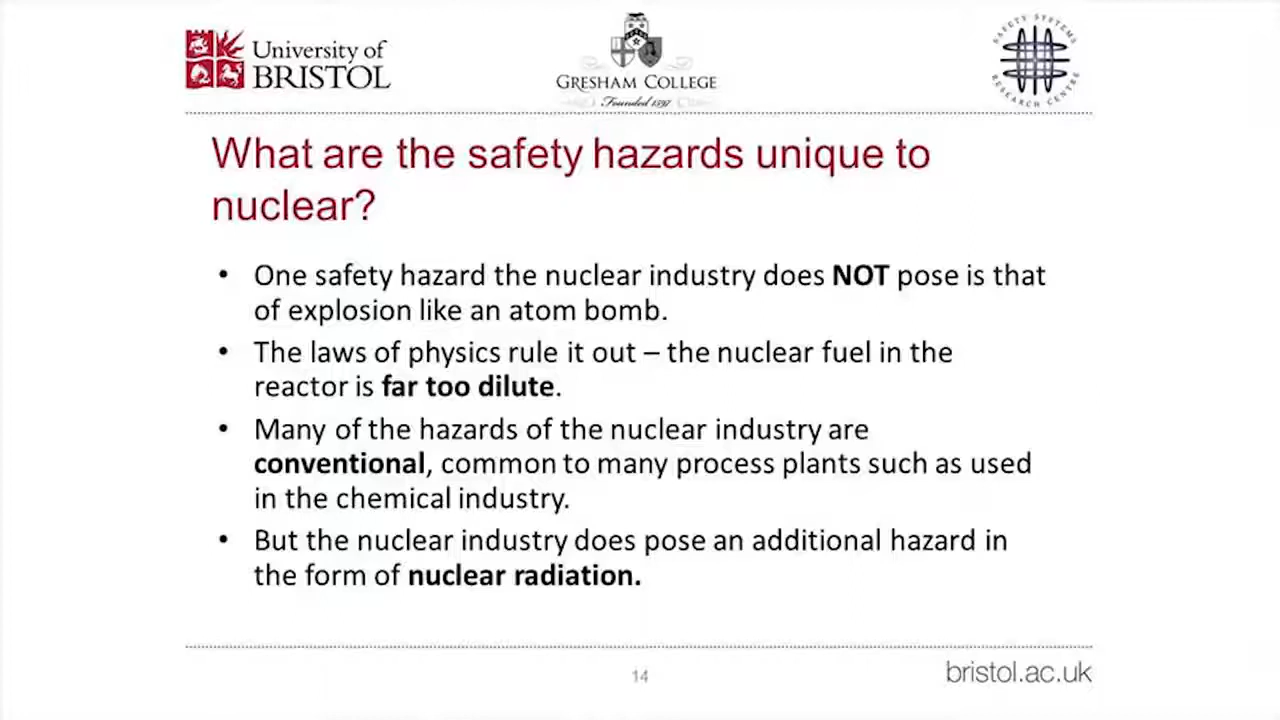 University of
BRISTOL
GRESHAM COLLEGE
Founded 1597
SAFETY SYSTEMS
RESEARCH CENTRE
What are the safety hazards unique to
nuclear?
• One safety hazard the nuclear industry does NOT pose is that
of explosion like an atom bomb.
• The laws of physics rule it out – the nuclear fuel in the
reactor is far too dilute.
• Many of the hazards of the nuclear industry are
conventional, common to many process plants such as used
in the chemical industry.
• But the nuclear industry does pose an additional hazard in
the form of nuclear radiation.
14
bristol.ac.uk